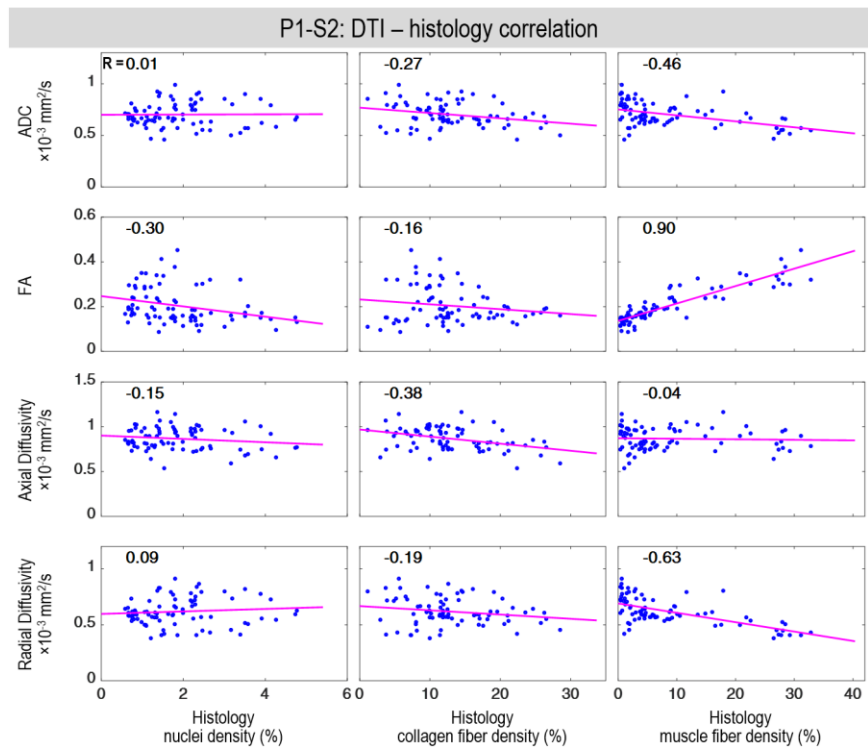 P1-S2: DTI – histology correlation
R = 0.01
-0.27
-0.46
ADC
×10-3 mm2/s
1
0.5
0
-0.30
-0.16
0.90
FA
0.6
0.4
0.2
0
-0.15
-0.38
-0.04
Axial Diffusivity
×10-3 mm2/s
1.5
1
0.5
0
0.09
-0.19
-0.63
Radial Diffusivity
×10-3 mm2/s
1
0.5
0
0 2 4 6
0 10 20 30
0 10 20 30 40
Histology
nuclei density (%)
Histology
collagen fiber density (%)
Histology
muscle fiber density (%)